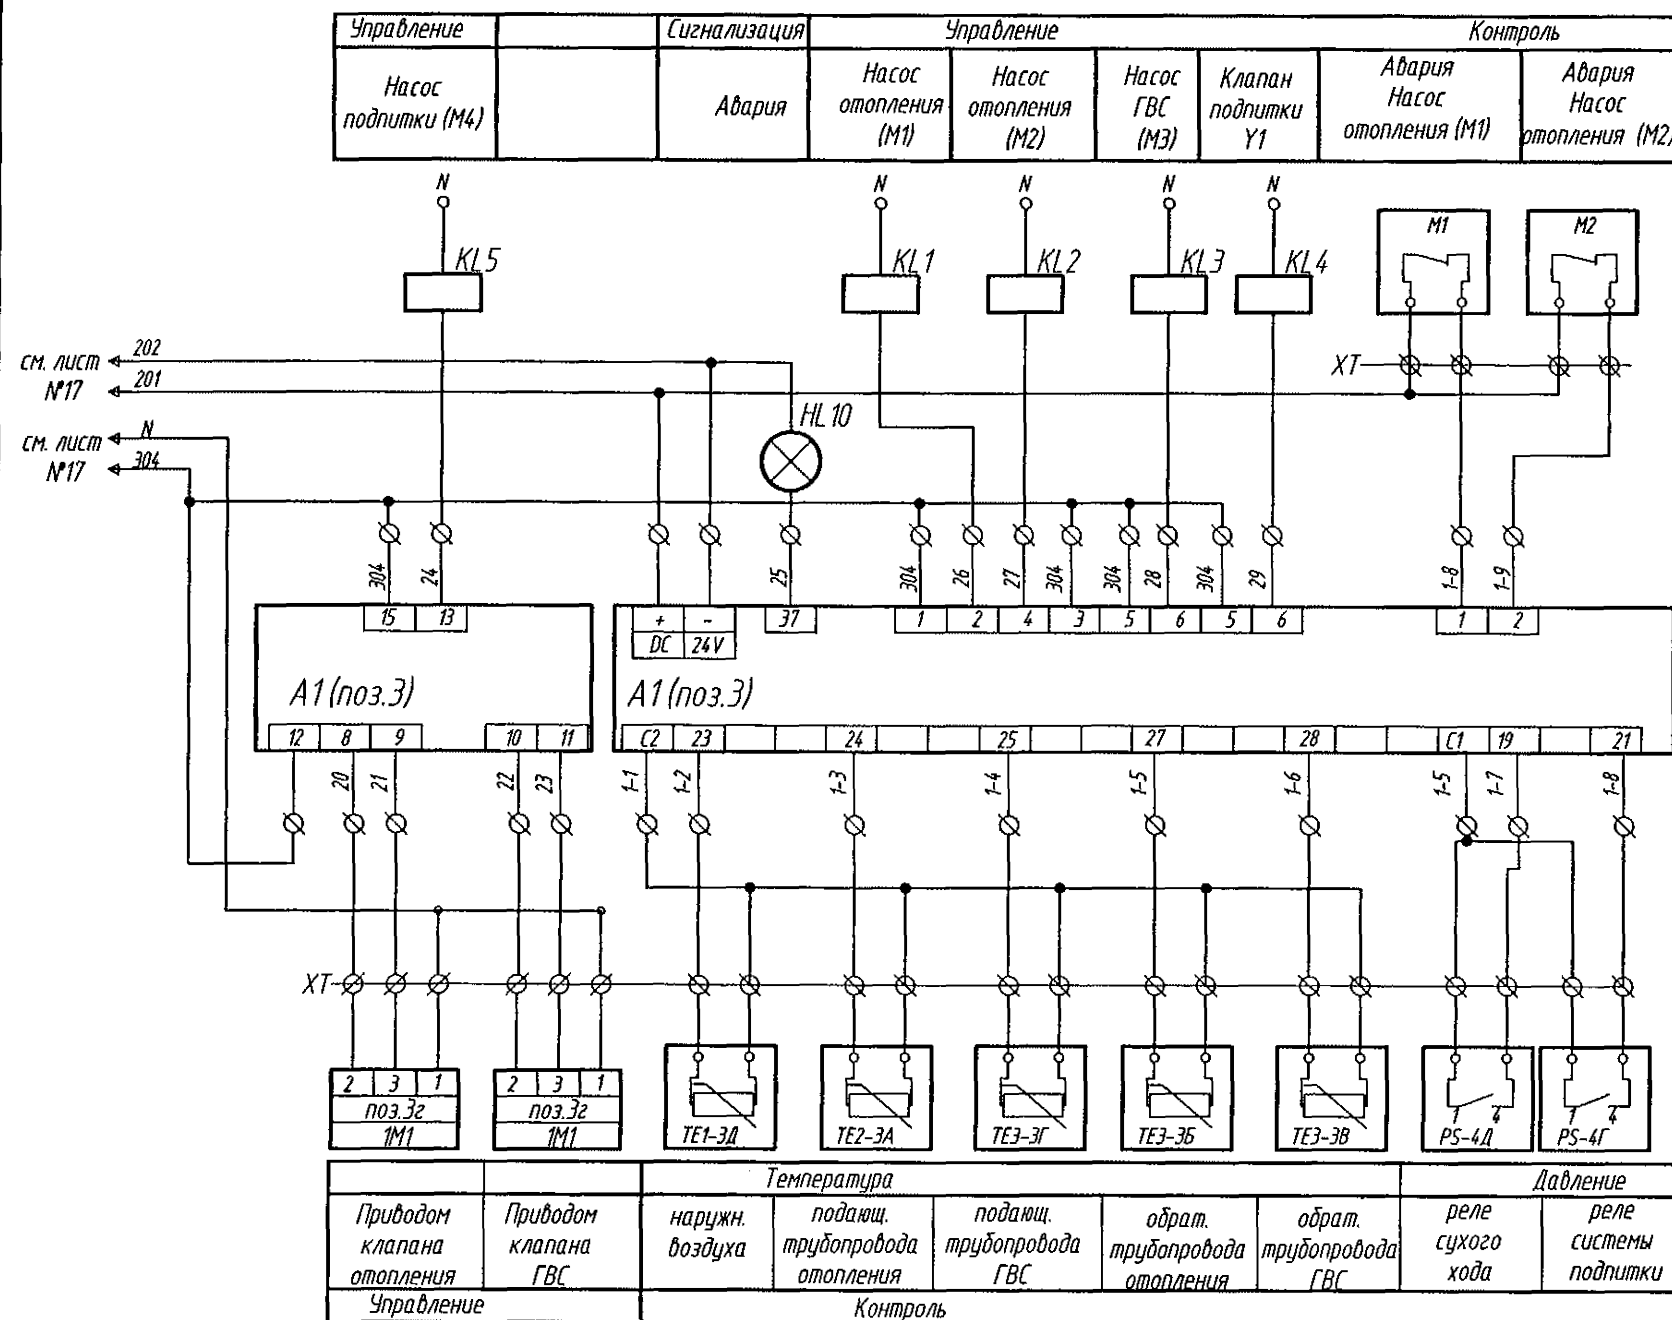 Управление Сигнализация Управление Контроль
Насос подпитки (М4)
Авария
Насос отопления (М1)
Насос отопления (М2)
Насос ГВС (М3)
Клапан подпитки Y1
Авария Насос отопления (М1)
Авария Насос отопления (М2)
N N N N N
M1 M2
KL5 KL1 KL2 KL3 KL4
см. лист 202
№17 201
XT
HL10
см. лист N
№17 304
304 24 25 304 26 27 304 304 28 304 29 1-8 1-9
15 13 + - 37 1 2 4 3 5 6 5 6 1 2
DC 24V
А1 (поз.3) А1 (поз.3)
12 8 9 10 11 C2 23 24 25 27 28 C1 19 21
20 21 22 23 1-1 1-2 1-3 1-4 1-5 1-6 1-5 1-7 1-8
XT
2 3 1 2 3 1
поз.3г поз.3г
1М1 1М1
1 4 1 4
TE1-3Д TE2-3А TE3-3Г TE3-3Б TE3-3В PS-4Д PS-4Г
Температура Давление
Приводом клапана отопления
Приводом клапана ГВС
наружн. воздуха
подающ. трубопровода отопления
подающ. трубопровода ГВС
обрат. трубопровода отопления
обрат. трубопровода ГВС
реле сухого хода
реле системы подпитки
Управление Контроль